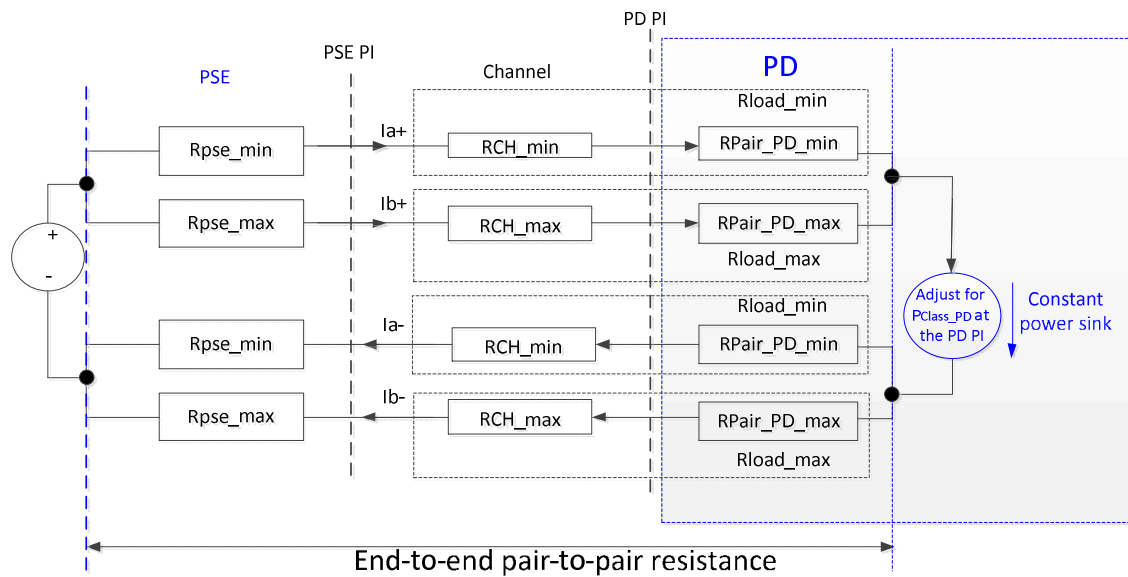 PD PI
PSE PI
PSE
Channel
PD
Rload_min
Rpse_min
Ia+
RCH_min
RPair_PD_min
Rpse_max
Ib+
RCH_max
RPair_PD_max
Rload_max
+
-
Adjust for
PClass_PD at
the PD PI
Constant
power sink
Rload_min
Rpse_min
Ia-
RCH_min
RPair_PD_min
Rpse_max
Ib-
RCH_max
RPair_PD_max
Rload_max
End-to-end pair-to-pair resistance